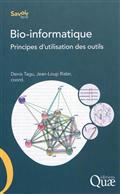 Savoir
faire
Bio-informatique
Principes d'utilisation des outils
Denis Tagu, Jean-Loup Risler,
coord.
éditions
Quæ